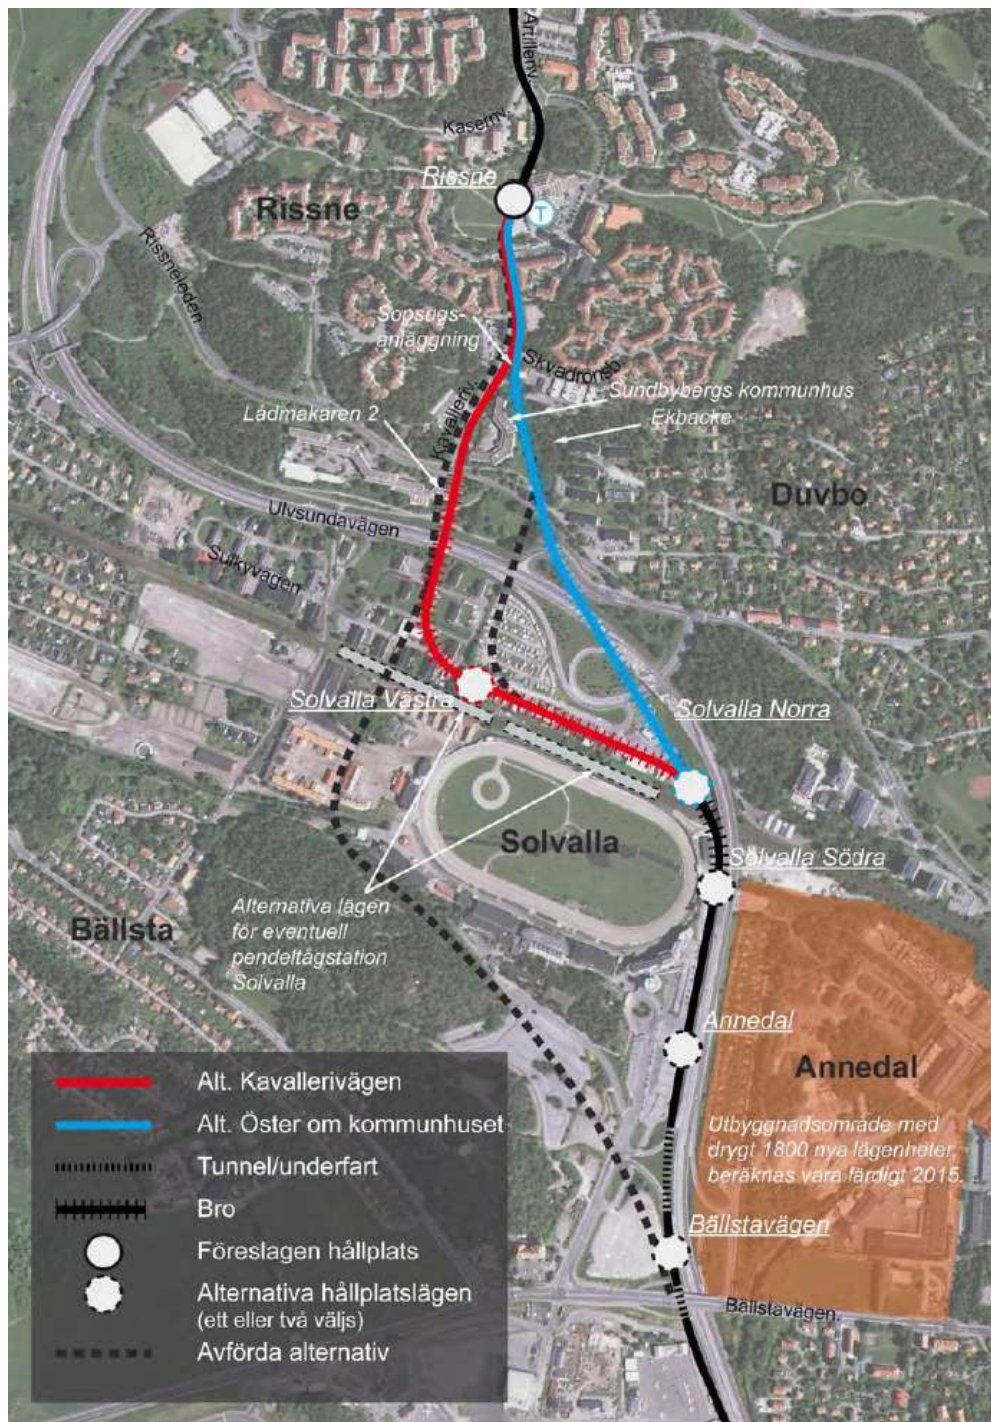 Artilleriv.
Kaserny.
Rissne
T
Rissne
Rissneleden
Sopsugs-
anläggning
Skvadronsb.
Sundbybergs kommunhus
Ekbacke
Lådmakaren 2
Kavalleriv.
Duvbo
Ulvsundavägen
Sulkyvägen
Solvalla Västra
Solvalla Norra
Solvalla
Solvalla Södra
Alternativa lägen
för eventuell
pendeltågstation
Solvalla
Bällsta
Annedal
Annedal
Utbyggnadsområde med
drygt 1800 nya lägenheter,
beräknas vara färdigt 2015.
Bällstavägen
Bällstavägen.
Alt. Kavallerivägen
Alt. Öster om kommunhuset
Tunnel/underfart
Bro
Föreslagen hållplats
Alternativa hållplatslägen
(ett eller två väljs)
Avförda alternativ